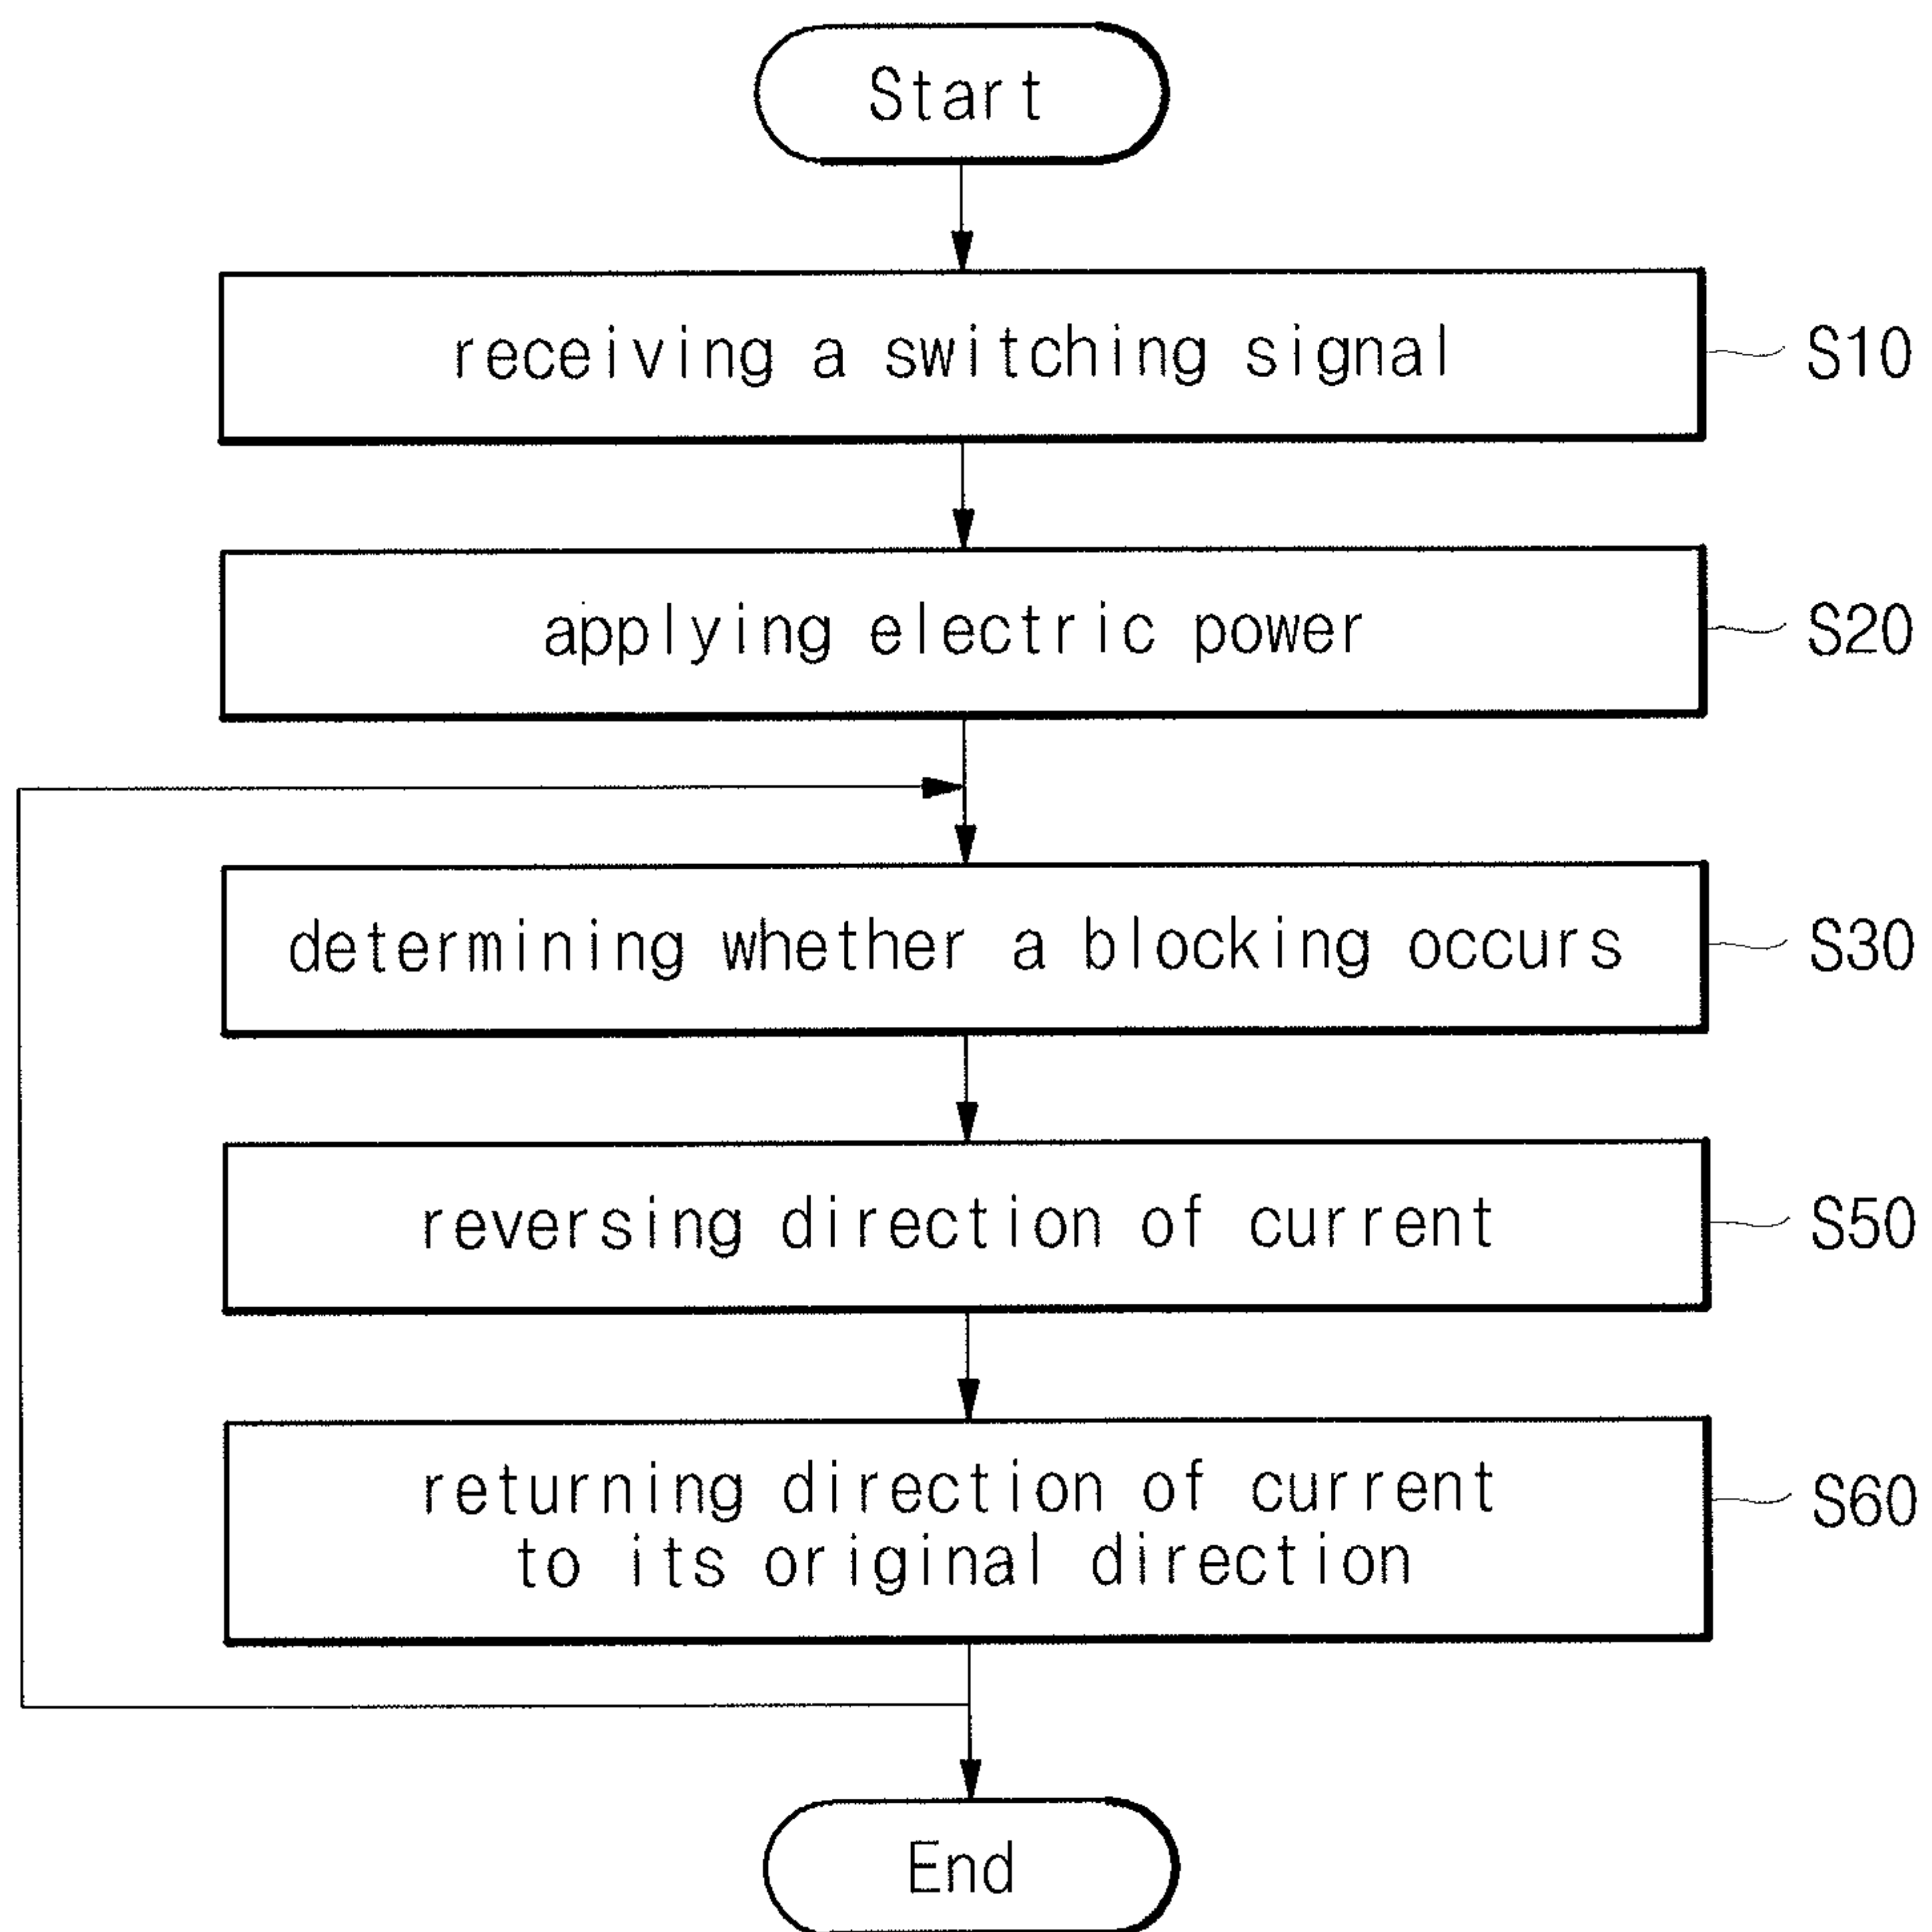 Start
receiving a switching signal
S10
applying electric power
S20
determining whether a blocking occurs
S30
reversing direction of current
S50
returning direction of current
to its original direction
S60
End